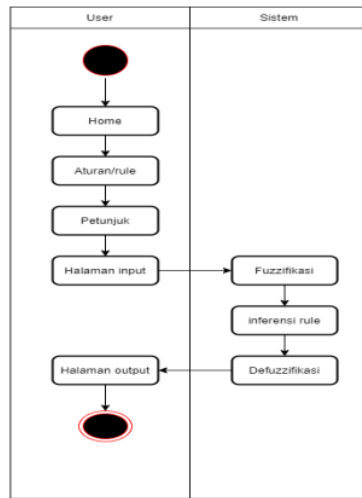 User
Sistem
Home
Aturan/rule
Petunjuk
Halaman input
Fuzzifikasi
inferensi rule
Halaman output
Defuzzifikasi